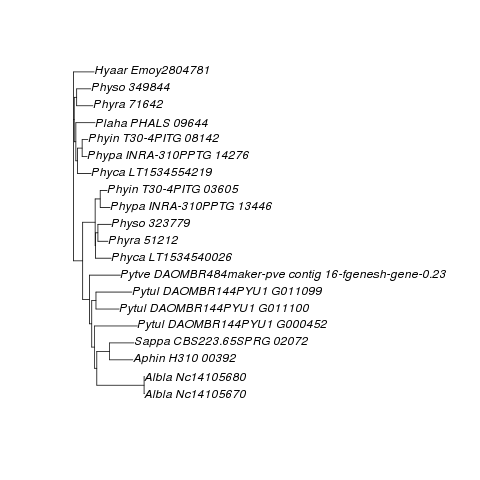 Hyaar Emoy2804781
Physo 349844
Phyra 71642
Plaha PHALS 09644
Phyin T30-4PITG 08142
Phypa INRA-310PPTG 14276
Phyca LT1534554219
Phyin T30-4PITG 03605
Phypa INRA-310PPTG 13446
Physo 323779
Phyra 51212
Phyca LT1534540026
Pytve DAOMBR484maker-pve contig 16-fgenesh-gene-0.23
Pytul DAOMBR144PYU1 G011099
Pytul DAOMBR144PYU1 G011100
Pytul DAOMBR144PYU1 G000452
Sappa CBS223.65SPRG 02072
Aphin H310 00392
Albla Nc14105680
Albla Nc14105670